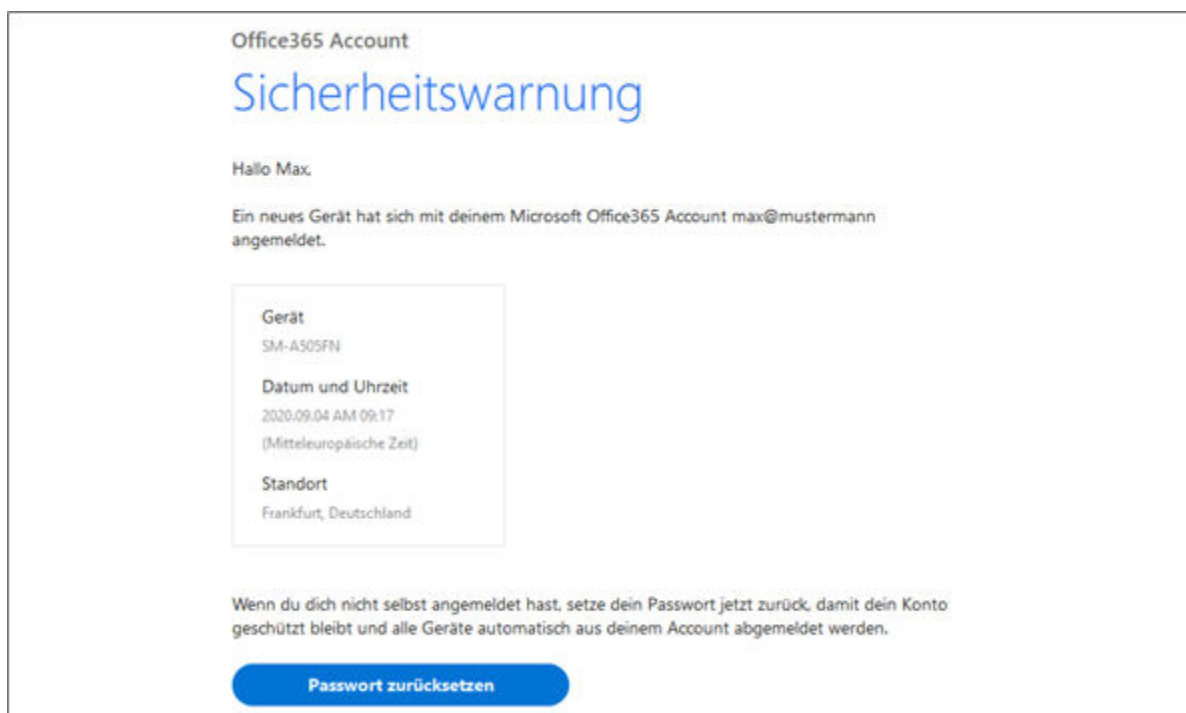 Office365 Account
Sicherheitswarnung
Hallo Max,
Ein neues Gerät hat sich mit deinem Microsoft Office365 Account max@mustermann
angemeldet.
Gerät
SM-A505FN
Datum und Uhrzeit
2020.09.04 AM 09:17
(Mitteleuropäische Zeit)
Standort
Frankfurt, Deutschland
Wenn du dich nicht selbst angemeldet hast, setze dein Passwort jetzt zurück, damit dein Konto
geschützt bleibt und alle Geräte automatisch aus deinem Account abgemeldet werden.
Passwort zurücksetzen